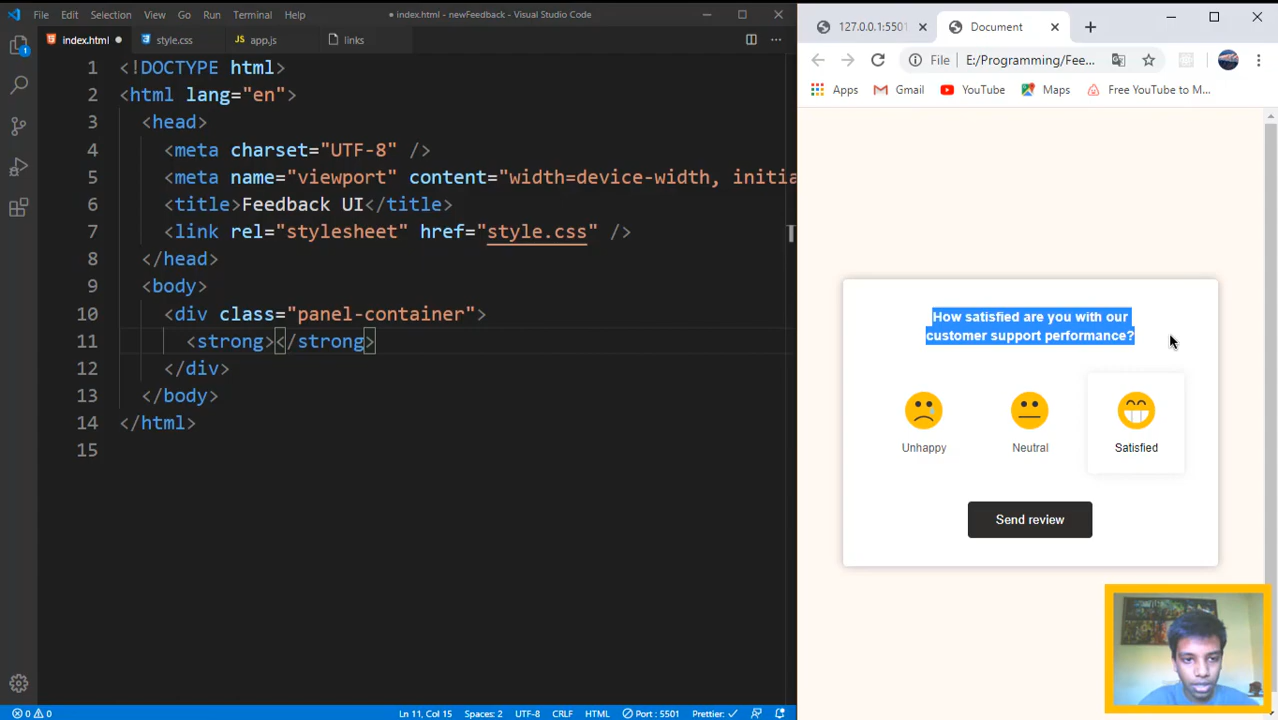 File Edit Selection View Go Run Terminal Help
● index.html - newFeedback - Visual Studio Code
index.html ●
style.css
app.js
links
1 <!DOCTYPE html>
2 <html lang="en">
3 <head>
4 <meta charset="UTF-8" />
5 <meta name="viewport" content="width=device-width, initia
6 <title>Feedback UI</title>
7 <link rel="stylesheet" href="style.css" />
8 </head>
9 <body>
10 <div class="panel-container">
11 <strong></strong>
12 </div>
13 </body>
14 </html>
15
1
0 0
Ln 11, Col 15
Spaces: 2
UTF-8
CRLF
HTML
Port : 5501
Prettier: ✓
127.0.0.1:5501
Document
File
E:/Programming/Fee...
Apps
Gmail
YouTube
Maps
Free YouTube to M...
How satisfied are you with our
customer support performance?
Unhappy
Neutral
Satisfied
Send review